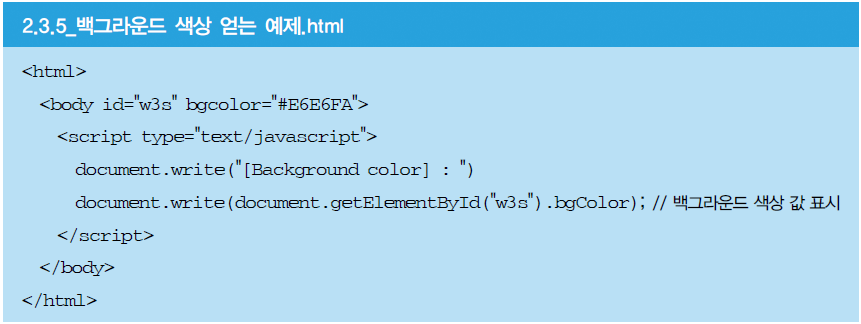 2.3.5_백그라운드 색상 얻는 예제.html
<html>
<body id="w3s" bgcolor="#E6E6FA">
<script type="text/javascript">
document.write("[Background color] : ")
document.write(document.getElementById("w3s").bgColor); // 백그라운드 색상 값 표시
</script>
</body>
</html>